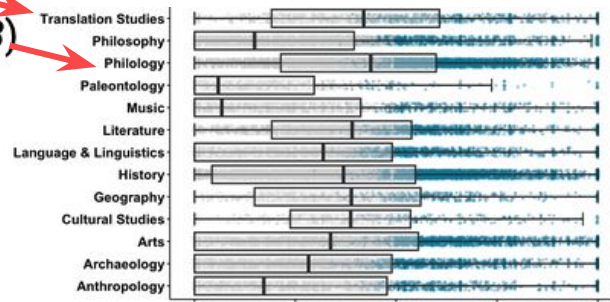 Translation Studies
Philosophy
Philology
Paleontology
Music
Literature
Language & Linguistics
History
Geography
Cultural Studies
Arts
Archaeology
Anthropology